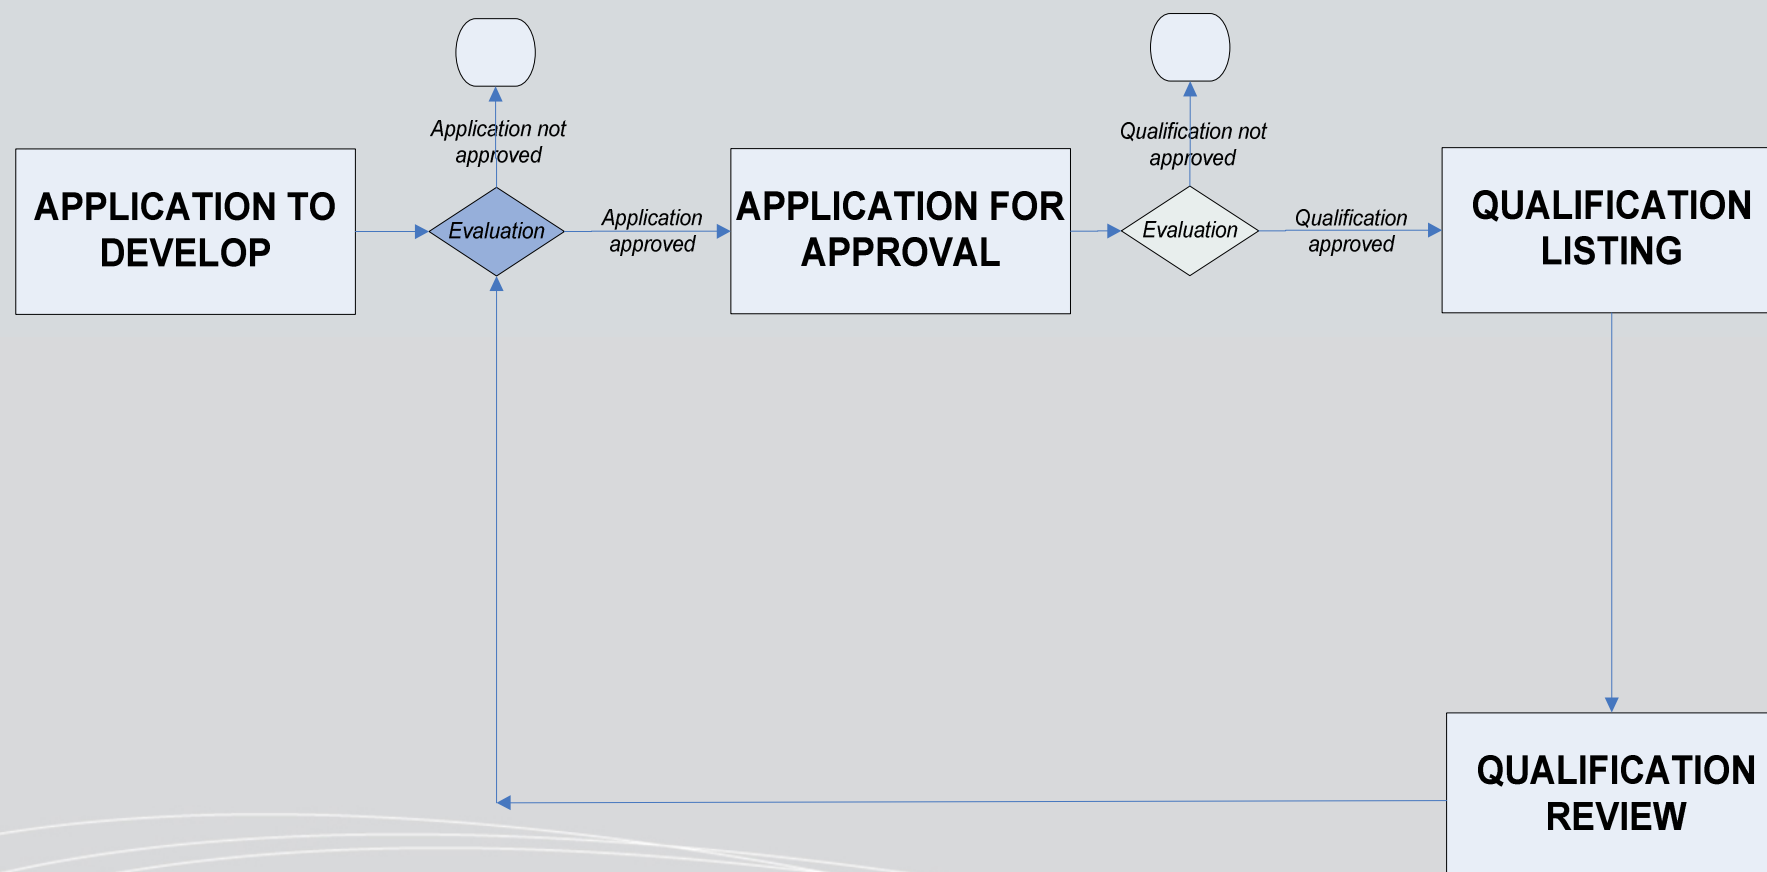 Application not
approved
Qualification not
approved
APPLICATION TO
DEVELOP
Evaluation
Application
approved
APPLICATION FOR
APPROVAL
Evaluation
Qualification
approved
QUALIFICATION
LISTING
QUALIFICATION
REVIEW